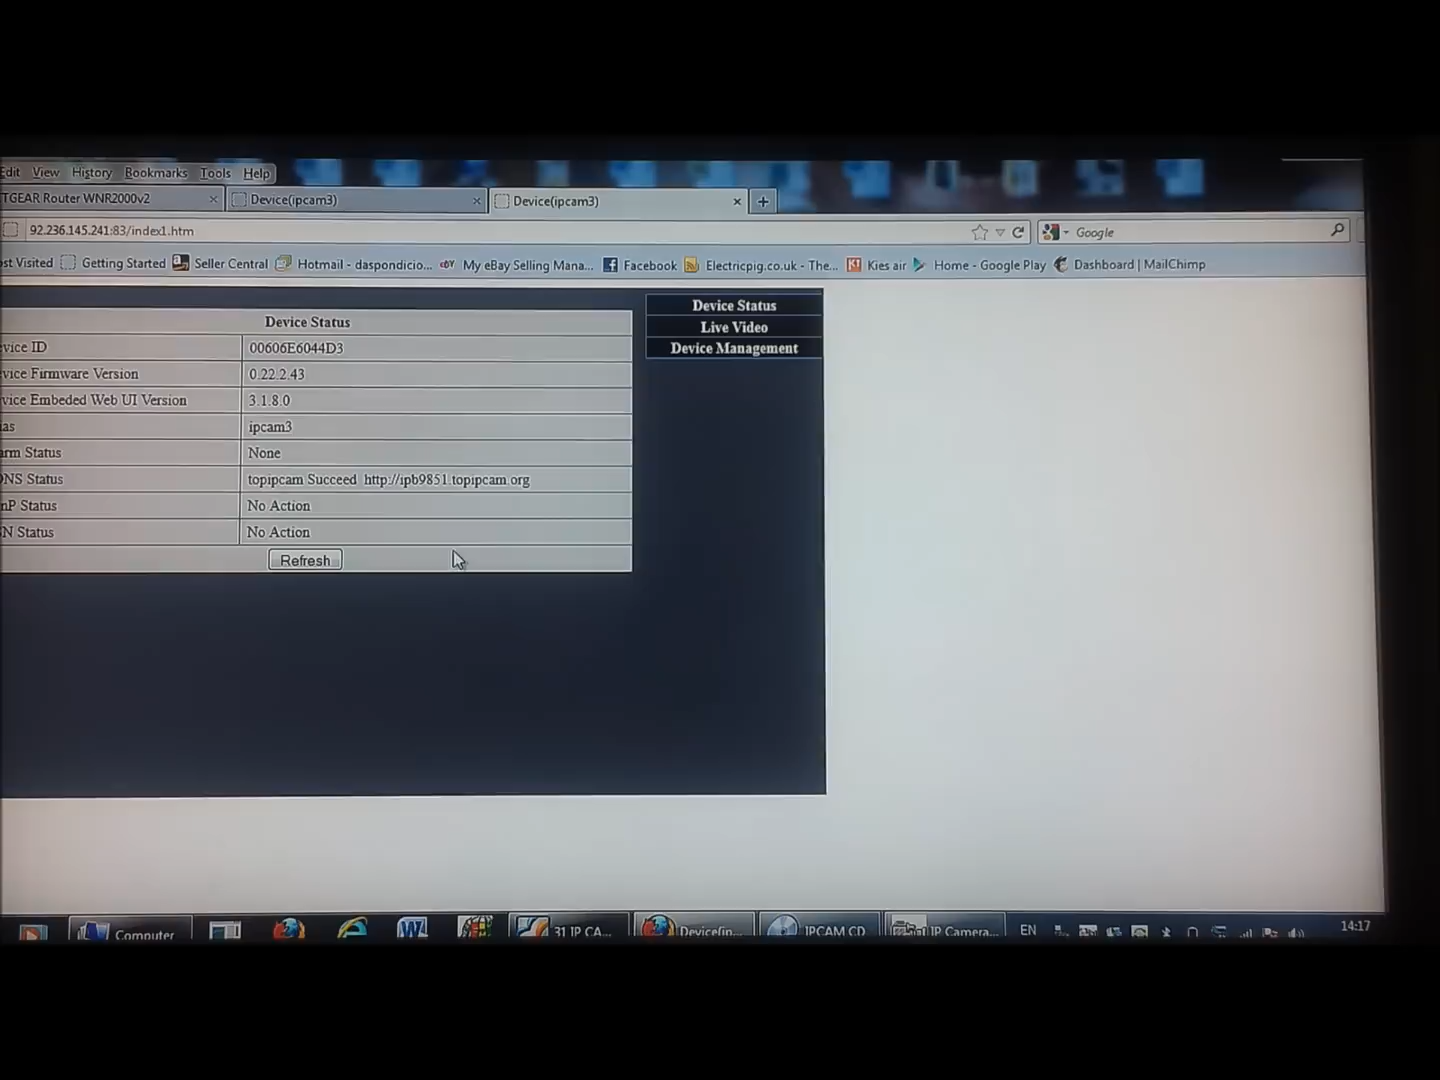 Edit View History Bookmarks Tools Help
TGEAR Router WNR2000v2 × Device(ipcam3) × Device(ipcam3) × +
92.236.145.241:83/index1.htm Google
st Visited Getting Started Seller Central Hotmail - daspondicio... My eBay Selling Mana... Facebook Electricpig.co.uk - The... Kies air Home - Google Play Dashboard | MailChimp
Device Status
vice ID 00606E6044D3
vice Firmware Version 0.22.2.43
vice Embeded Web UI Version 3.1.8.0
as ipcam3
arm Status None
NS Status topipcam Succeed http://ipb9851.topipcam.org
nP Status No Action
N Status No Action
Refresh
Device Status
Live Video
Device Management
Computer 31 IP CA... Device(ip... IPCAM CD IP Camera... EN 14:17